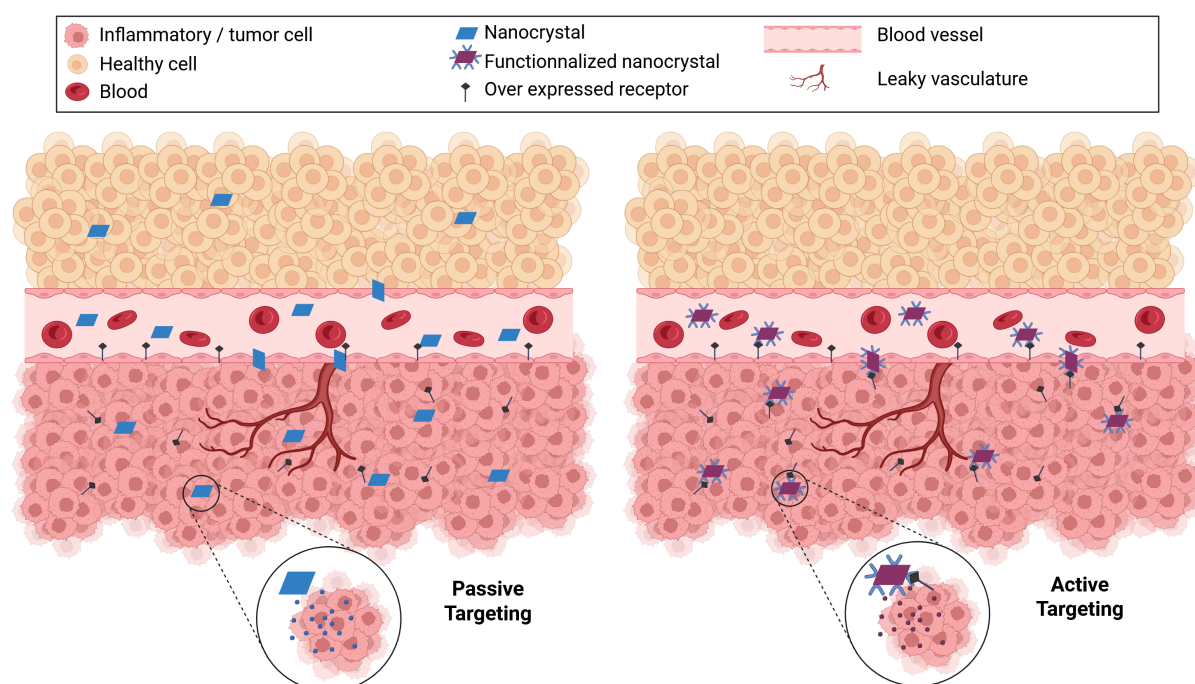 Inflammatory / tumor cell
Healthy cell
Blood
Nanocrystal
Functionnalized nanocrystal
Over expressed receptor
Blood vessel
Leaky vasculature
Passive
Targeting
Active
Targeting